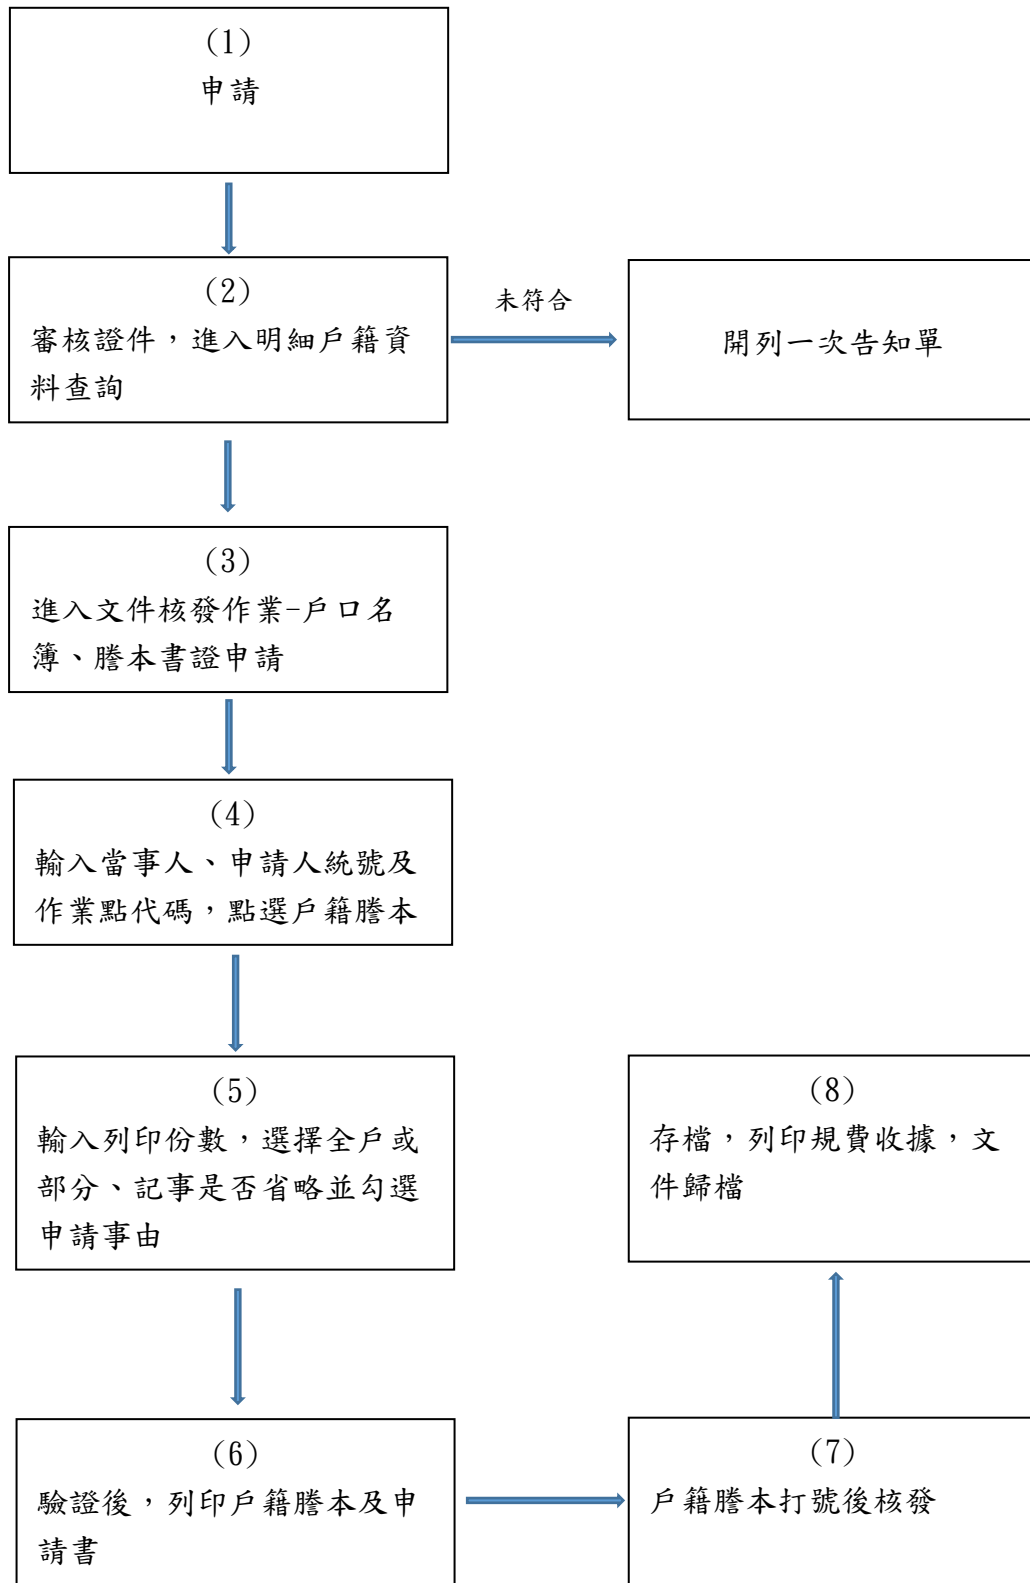 (1)
申請
(2)
審核證件，進入明細戶籍資
料查詢
未符合
開列一次告知單
(3)
進入文件核發作業-戶口名
簿、謄本書證申請
(4)
輸入當事人、申請人統號及
作業點代碼，點選戶籍謄本
(5)
輸入列印份數，選擇全戶或
部分、記事是否省略並勾選
申請事由
(6)
驗證後，列印戶籍謄本及申
請書
(7)
戶籍謄本打號後核發
(8)
存檔，列印規費收據，文
件歸檔